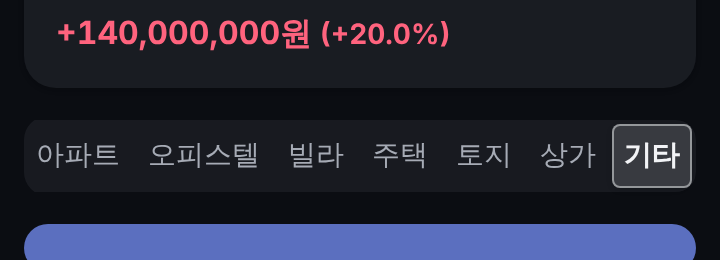 +140,000,000원 (+20.0%)
아파트 오피스텔 빌라 주택 토지 상가 기타